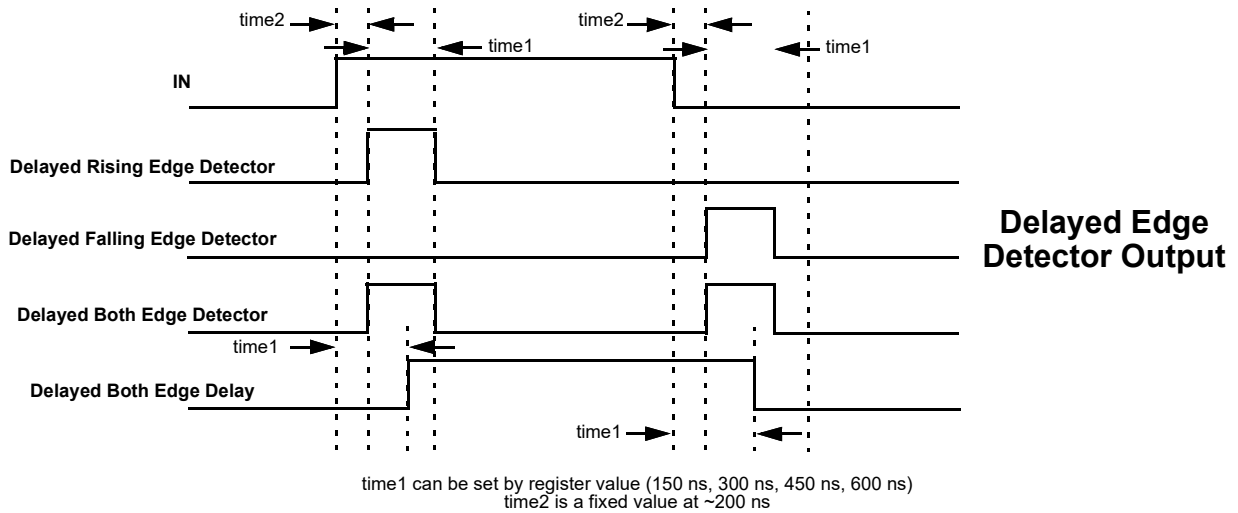 time2
time2
time1
time1
IN
Delayed Rising Edge Detector
Delayed Falling Edge Detector
Delayed Edge
Detector Output
Delayed Both Edge Detector
time1
Delayed Both Edge Delay
time1
time1 can be set by register value (150 ns, 300 ns, 450 ns, 600 ns)
time2 is a fixed value at ~200 ns